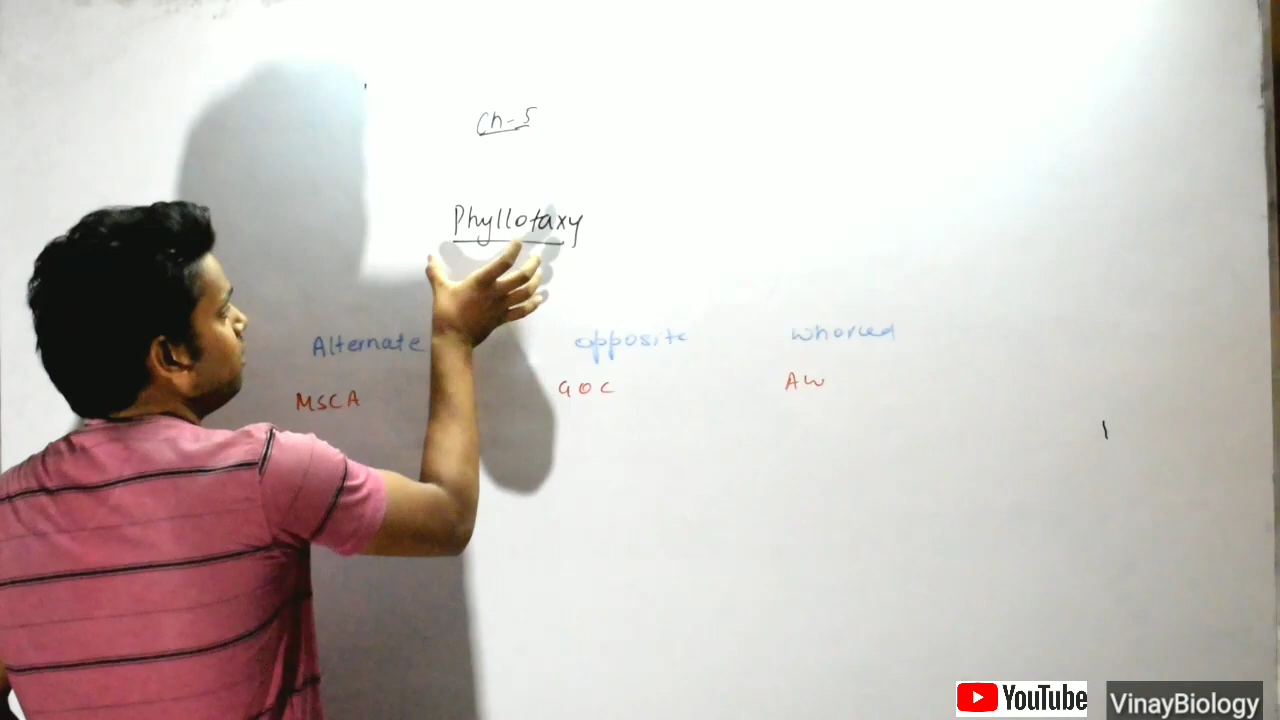 Ch-5
Phyllotaxy
Alternate opposite whorled
MSCA GOC AW
YouTube
VinayBiology